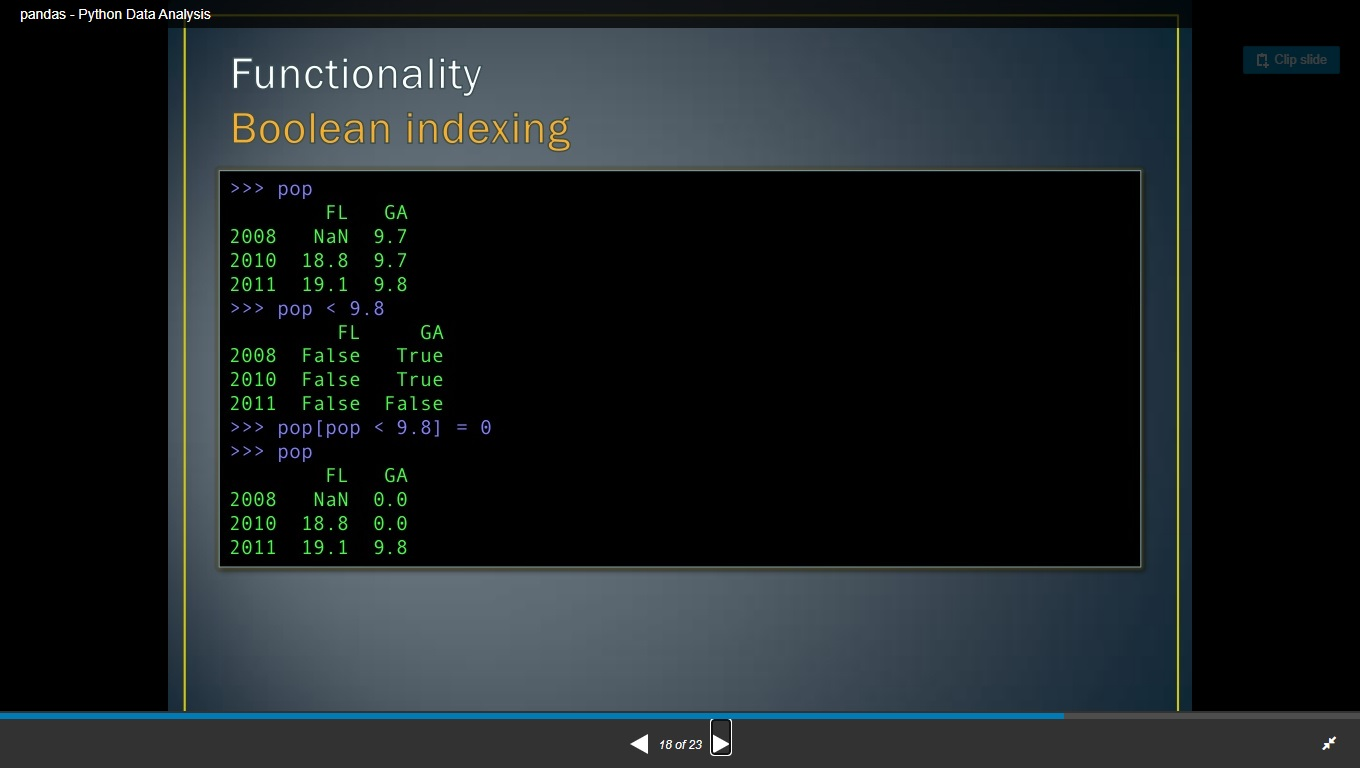 pandas - Python Data Analysis
Clip slide
Functionality
Boolean indexing
>>> pop
FL GA
2008 NaN 9.7
2010 18.8 9.7
2011 19.1 9.8
>>> pop < 9.8
FL GA
2008 False True
2010 False True
2011 False False
>>> pop[pop < 9.8] = 0
>>> pop
FL GA
2008 NaN 0.0
2010 18.8 0.0
2011 19.1 9.8
18 of 23